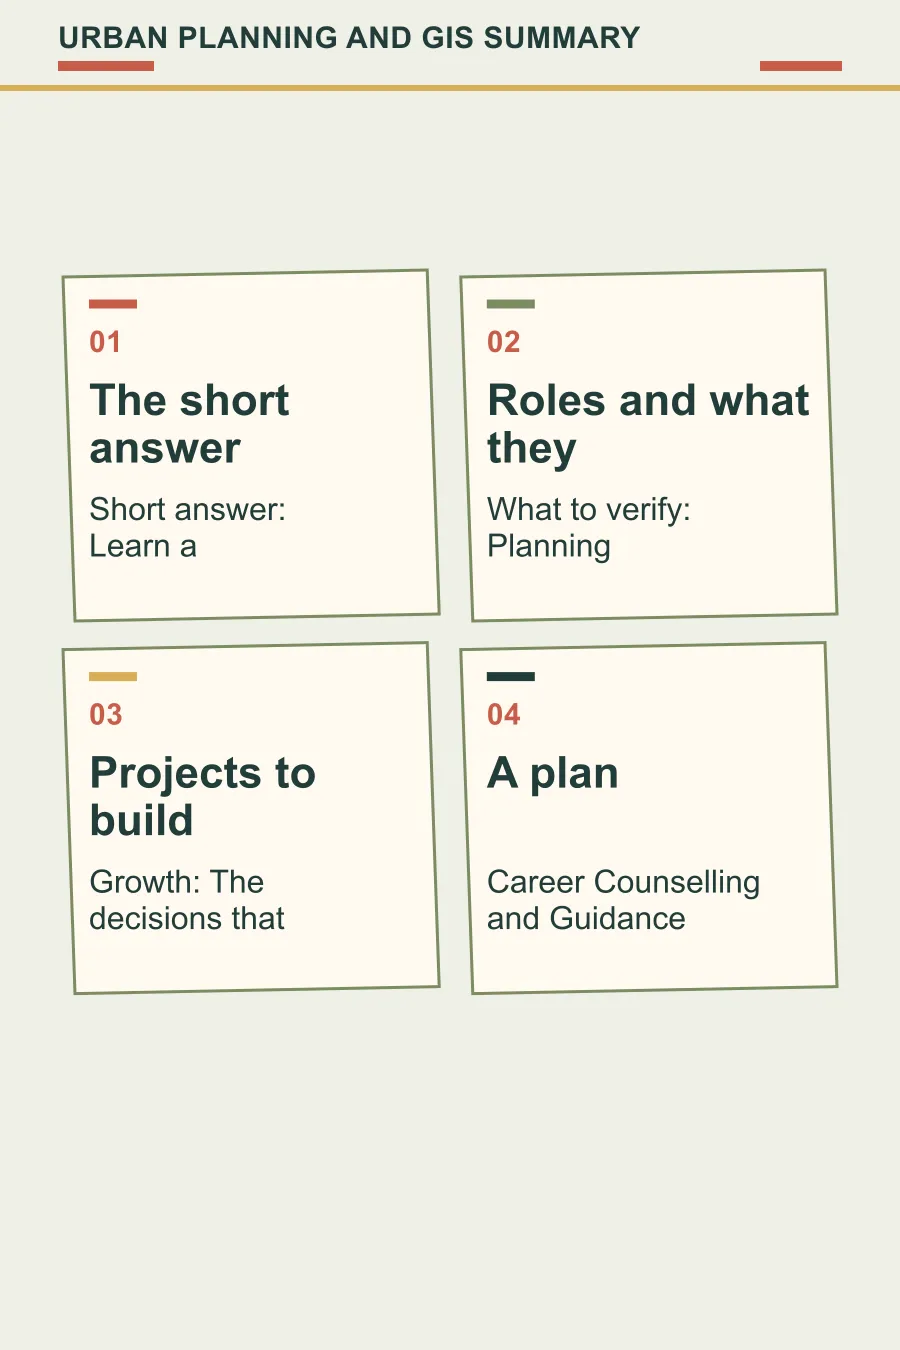 URBAN PLANNING AND GIS SUMMARY
01
The short
answer
Short answer:
Learn a
02
Roles and what
they
What to verify:
Planning
03
Projects to
build
Growth: The
decisions that
04
A plan
Career Counselling
and Guidance